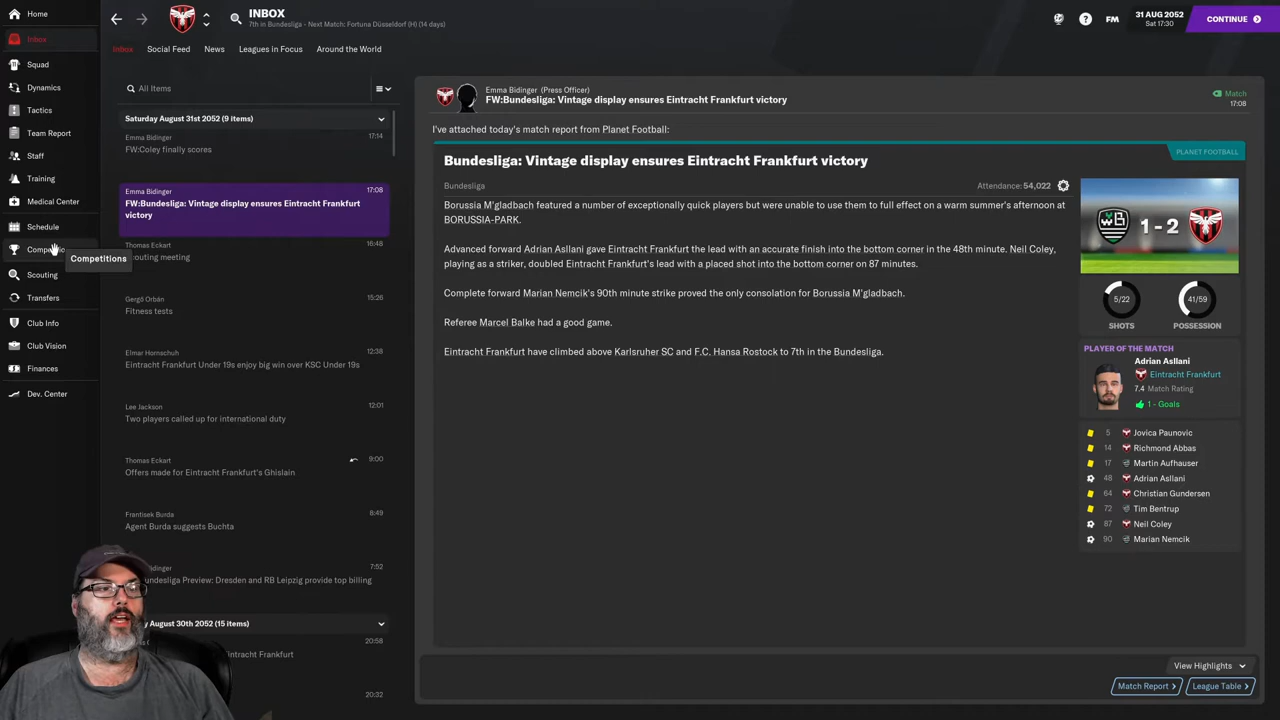 Home
INBOX
7th in Bundesliga - Next Match: Fortuna Düsseldorf (H) (14 days)
FM
31 AUG 2052
SAT 17:30
CONTINUE
Inbox
Squad
Dynamics
Tactics
Team Report
Staff
Training
Medical Center
Schedule
Competitions
Scouting
Transfers
Club Info
Club Vision
Finances
Dev. Center
Inbox
Social Feed
News
Leagues in Focus
Around the World
All Items
Saturday August 31st 2052 (9 items)
Emma Bidinger
17:14
FW:Coley finally scores
Emma Bidinger
17:08
FW:Bundesliga: Vintage display ensures Eintracht Frankfurt
victory
Thomas Eckart
16:48
Scouting meeting
Gergő Orbán
15:26
Fitness tests
Elmar Hornschuh
12:38
Eintracht Frankfurt Under 19s enjoy big win over KSC Under 19s
Lee Jackson
12:01
Two players called up for international duty
Thomas Eckart
9:00
Offers made for Eintracht Frankfurt's Ghislain
Frantisek Burda
8:49
Agent Burda suggests Buchta
7:52
Preview: Dresden and RB Leipzig provide top billing
August 30th 2052 (15 items)
20:58
Frankfurt
20:32
Emma Bidinger (Press Officer)
FW:Bundesliga: Vintage display ensures Eintracht Frankfurt victory
Match
17:08
I've attached today's match report from Planet Football:
PLANET FOOTBALL
Bundesliga: Vintage display ensures Eintracht Frankfurt victory
Bundesliga
Attendance: 54,022
Borussia M'gladbach featured a number of exceptionally quick players but were unable to use them to full effect on a warm summer's afternoon at
BORUSSIA-PARK.
Advanced forward Adrian Asllani gave Eintracht Frankfurt the lead with an accurate finish into the bottom corner in the 48th minute. Neil Coley,
playing as a striker, doubled Eintracht Frankfurt's lead with a placed shot into the bottom corner on 87 minutes.
Complete forward Marian Nemcik's 90th minute strike proved the only consolation for Borussia M'gladbach.
Referee Marcel Balke had a good game.
Eintracht Frankfurt have climbed above Karlsruher SC and F.C. Hansa Rostock to 7th in the Bundesliga.
1 - 2
5/22
SHOTS
41/59
POSSESSION
PLAYER OF THE MATCH
Adrian Asllani
Eintracht Frankfurt
7.4 Match Rating
1 - Goals
5 Jovica Paunovic
14 Richmond Abbas
17 Martin Aufhauser
48 Adrian Asllani
64 Christian Gundersen
72 Tim Bentrup
87 Neil Coley
90 Marian Nemcik
View Highlights
Match Report
League Table
Competitions